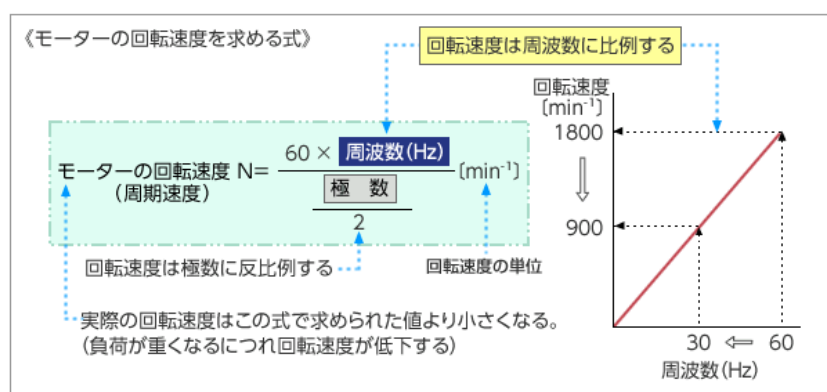 《モーターの回転速度を求める式》
回転速度は周波数に比例する
モーターの回転速度 N=
(周期速度)
60 × 周波数(Hz)
極 数
2
〔min⁻¹〕
回転速度は極数に反比例する
回転速度の単位
実際の回転速度はこの式で求められた値より小さくなる。
(負荷が重くなるにつれ回転速度が低下する)
回転速度
〔min⁻¹〕
1800
900
30 ⇦ 60
周波数(Hz)